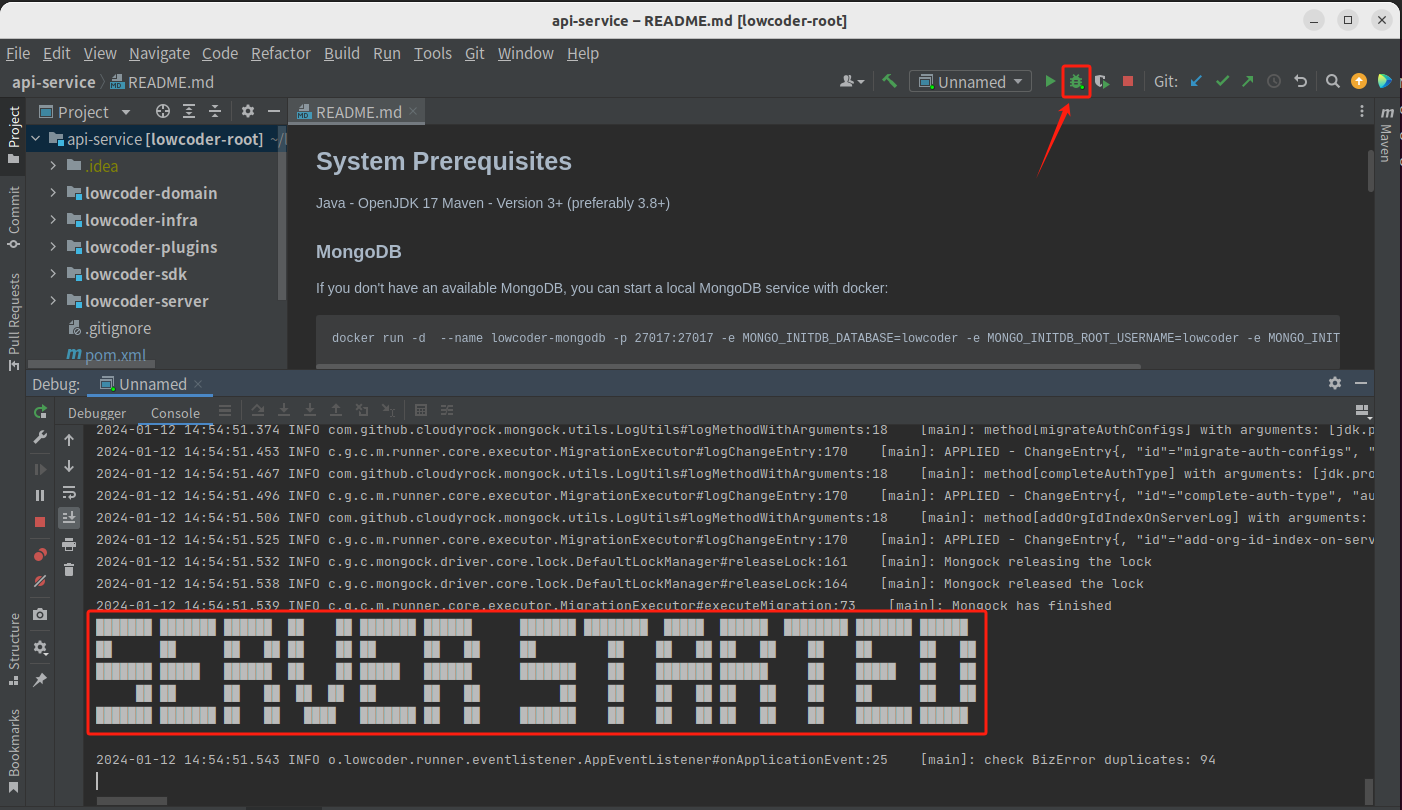 api-service – README.md [lowcoder-root]
File Edit View Navigate Code Refactor Build Run Tools Git Window Help
api-service README.md Unnamed Git:
Project README.md
Project
Commit
Pull Requests
Structure
Bookmarks
m Maven
api-service [lowcoder-root]
.idea
lowcoder-domain
lowcoder-infra
lowcoder-plugins
lowcoder-sdk
lowcoder-server
.gitignore
pom.xml
System Prerequisites
Java - OpenJDK 17 Maven - Version 3+ (preferably 3.8+)
MongoDB
If you don't have an available MongoDB, you can start a local MongoDB service with docker:
docker run -d --name lowcoder-mongodb -p 27017:27017 -e MONGO_INITDB_DATABASE=lowcoder -e MONGO_INITDB_ROOT_USERNAME=lowcoder -e MONGO_INIT
Debug: Unnamed
Debugger Console
2024-01-12 14:54:51.374 INFO com.github.cloudyrock.mongock.utils.LogUtils#logMethodWithArguments:18 [main]: method[migrateAuthConfigs] with arguments: [jdk.p
2024-01-12 14:54:51.453 INFO c.g.c.m.runner.core.executor.MigrationExecutor#logChangeEntry:170 [main]: APPLIED - ChangeEntry{, "id"="migrate-auth-configs", "
2024-01-12 14:54:51.467 INFO com.github.cloudyrock.mongock.utils.LogUtils#logMethodWithArguments:18 [main]: method[completeAuthType] with arguments: [jdk.pro
2024-01-12 14:54:51.496 INFO c.g.c.m.runner.core.executor.MigrationExecutor#logChangeEntry:170 [main]: APPLIED - ChangeEntry{, "id"="complete-auth-type", "au
2024-01-12 14:54:51.506 INFO com.github.cloudyrock.mongock.utils.LogUtils#logMethodWithArguments:18 [main]: method[addOrgIdIndexOnServerLog] with arguments:
2024-01-12 14:54:51.525 INFO c.g.c.m.runner.core.executor.MigrationExecutor#logChangeEntry:170 [main]: APPLIED - ChangeEntry{, "id"="add-org-id-index-on-serv
2024-01-12 14:54:51.532 INFO c.g.c.mongock.driver.core.lock.DefaultLockManager#releaseLock:161 [main]: Mongock releasing the lock
2024-01-12 14:54:51.538 INFO c.g.c.mongock.driver.core.lock.DefaultLockManager#releaseLock:164 [main]: Mongock released the lock
2024-01-12 14:54:51.539 INFO c.g.c.m.runner.core.executor.MigrationExecutor#executeMigration:73 [main]: Mongock has finished
SERVER STARTED
2024-01-12 14:54:51.543 INFO o.lowcoder.runner.eventlistener.AppEventListener#onApplicationEvent:25 [main]: check BizError duplicates: 94